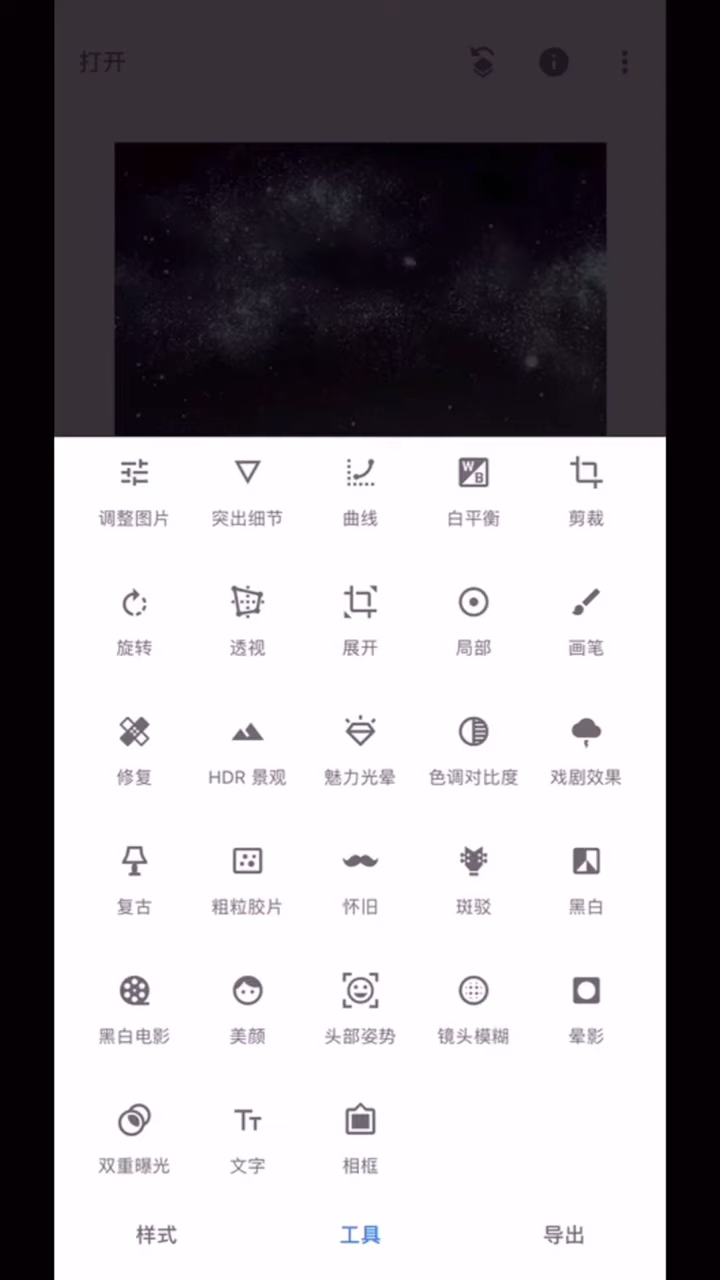 打开
调整图片 突出细节 曲线 白平衡 剪裁
旋转 透视 展开 局部 画笔
修复 HDR 景观 魅力光晕 色调对比度 戏剧效果
复古 粗粒胶片 怀旧 斑驳 黑白
黑白电影 美颜 头部姿势 镜头模糊 晕影
双重曝光 文字 相框
样式 工具 导出